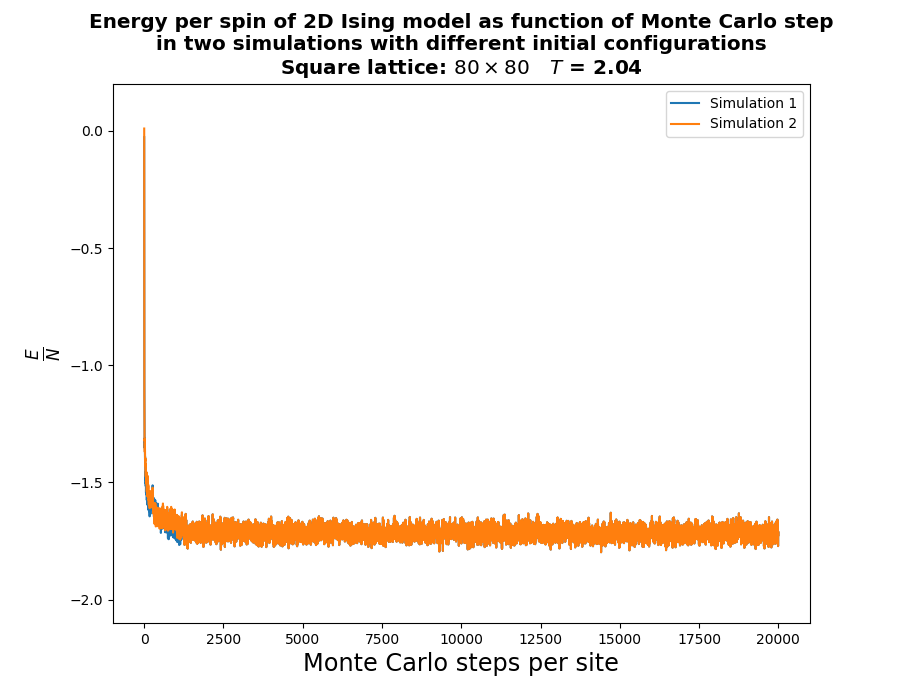 Energy per spin of 2D Ising model as function of Monte Carlo step
in two simulations with different initial configurations
Square lattice: 80 × 80 T = 2.04
Simulation 1
Simulation 2
0.0
−0.5
−1.0
−1.5
−2.0
E
N
0 2500 5000 7500 10000 12500 15000 17500 20000
Monte Carlo steps per site